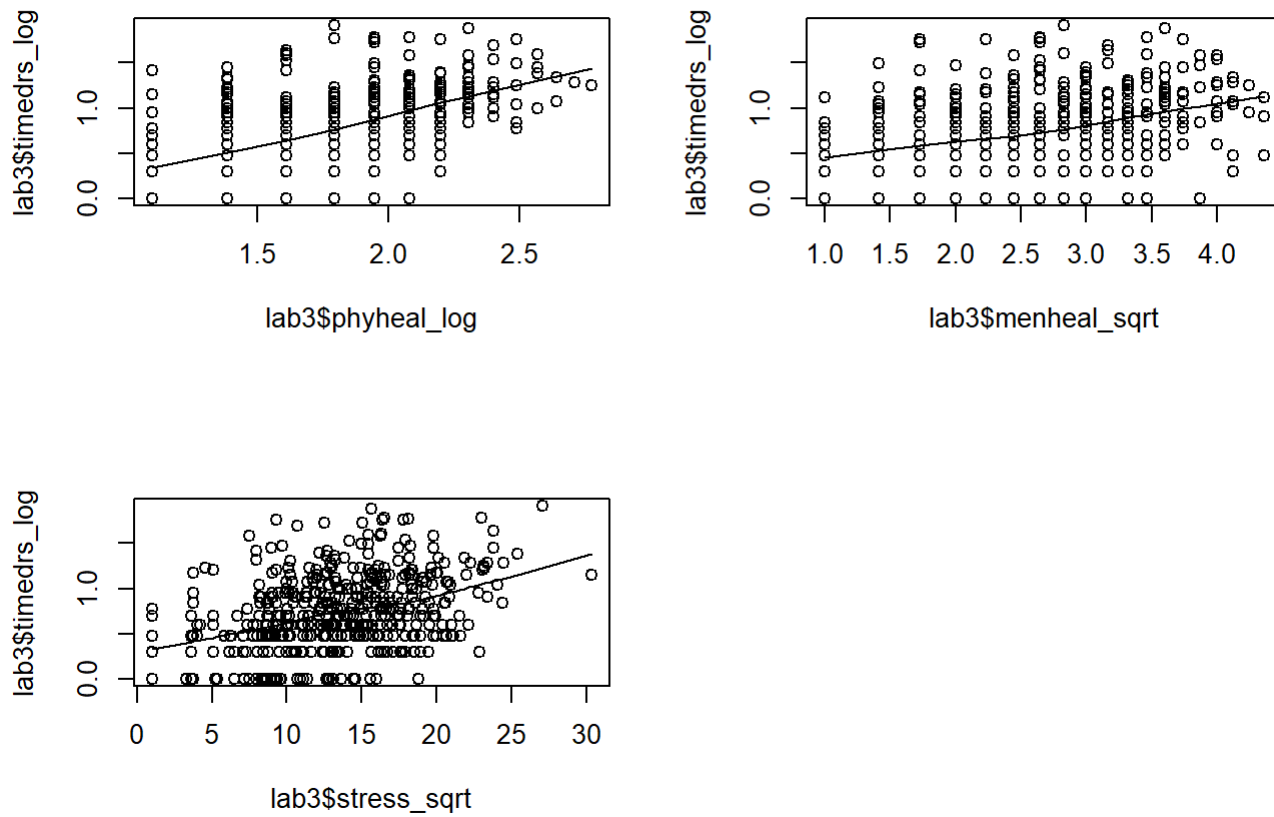 lab3$timedrs_log
0.0 1.0
1.5 2.0 2.5
lab3$phyheal_log
lab3$timedrs_log
0.0 1.0
1.0 1.5 2.0 2.5 3.0 3.5 4.0
lab3$menheal_sqrt
lab3$timedrs_log
0.0 1.0
0 5 10 15 20 25 30
lab3$stress_sqrt